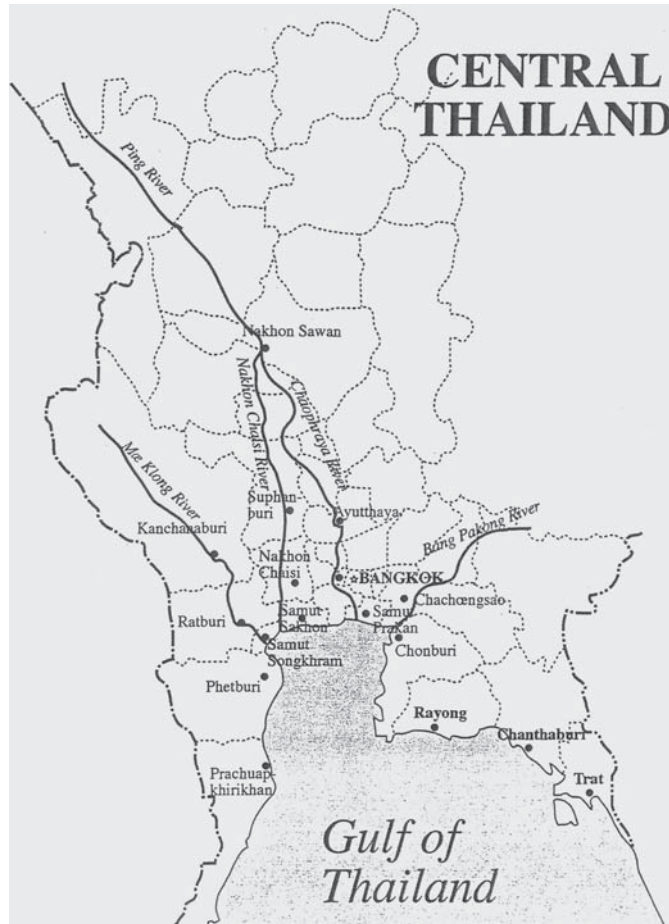 CENTRAL
THAILAND
Ping River
Nakhon Sawan
Nakhon Chaisi River
Chaophraya River
Mæ Klong River
Suphan-
buri
Ayutthaya
Bang Pakong River
Kanchanaburi
Nakhon
Chaisi
BANGKOK
Chachœngsao
Ratburi
Samut
Sakhon
Samut
Prakan
Samut
Songkhram
Chonburi
Phetburi
Rayong
Chanthaburi
Prachuap-
khirikhan
Trat
Gulf of
Thailand